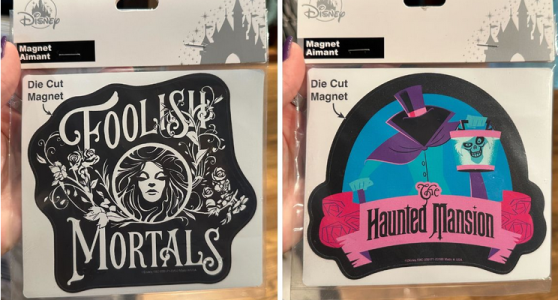 Disney
Magnet
Aimant
Die Cut
Magnet
FOOLISH
MORTALS
Disney
Magnet
Aimant
Die Cut
Magnet
The
Haunted Mansion